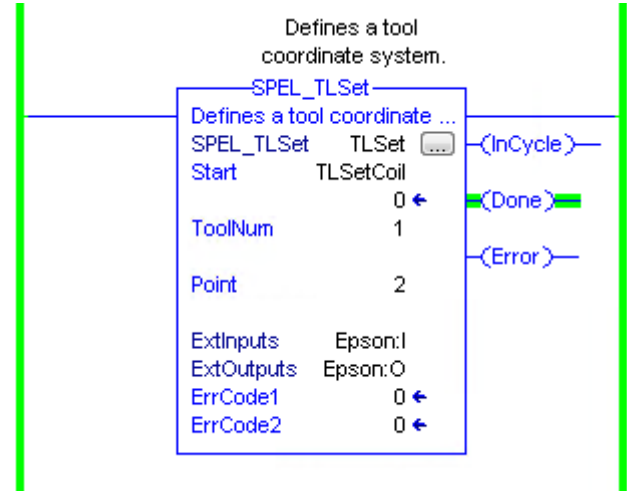 Defines a tool
coordinate system.
SPEL_TLSet
Defines a tool coordinate ...
SPEL_TLSet TLSet ...
(InCycle)
Start TLSetCoil
0
(Done)
ToolNum 1
(Error)
Point 2
ExtInputs Epson:I
ExtOutputs Epson:O
ErrCode1 0
ErrCode2 0